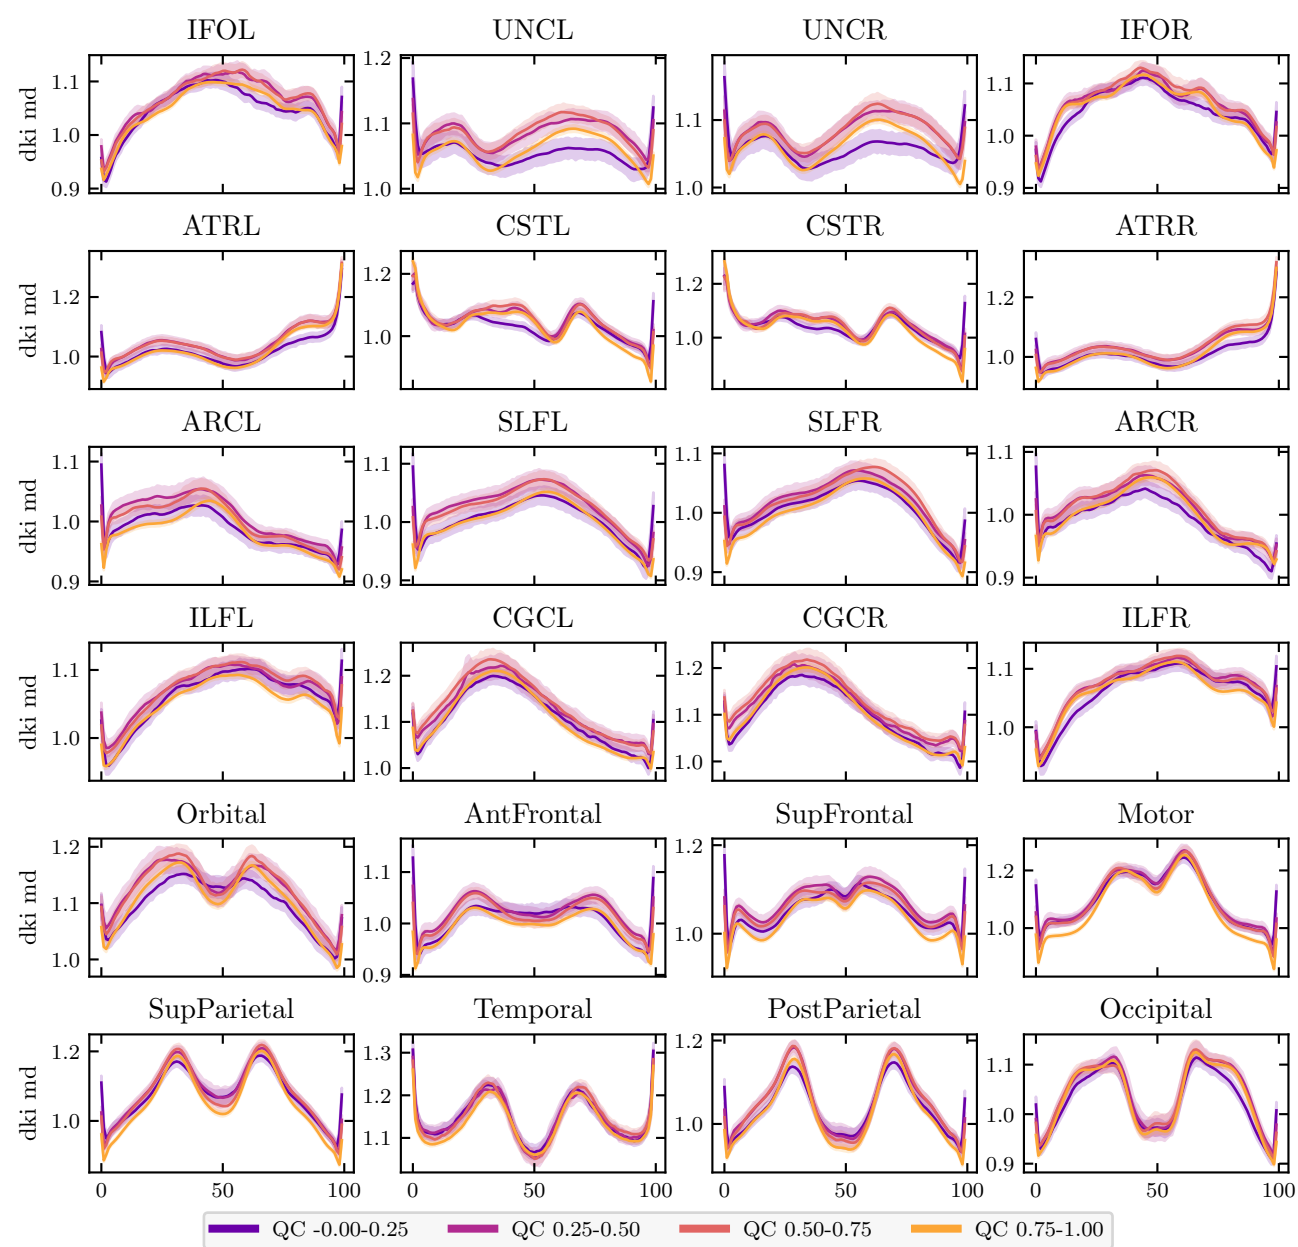 IFOL UNCL UNCR IFOR
dki md 1.1 1.0 0.9 1.2 1.1 1.0 1.1 1.0 1.1 1.0 0.9
ATRL CSTL CSTR ATRR
dki md 1.2 1.0 1.2 1.0 1.2 1.0 1.2 1.0
ARCL SLFL SLFR ARCR
dki md 1.1 1.0 0.9 1.1 1.0 0.9 1.1 1.0 0.9 1.1 1.0 0.9
ILFL CGCL CGCR ILFR
dki md 1.1 1.0 1.2 1.1 1.0 1.2 1.1 1.0 1.1 1.0
Orbital AntFrontal SupFrontal Motor
dki md 1.2 1.1 1.0 1.1 1.0 0.9 1.2 1.0 1.2 1.0
SupParietal Temporal PostParietal Occipital
dki md 1.2 1.0 1.3 1.2 1.1 1.2 1.0 1.1 1.0 0.9
0 50 100 0 50 100 0 50 100 0 50 100
QC -0.00-0.25 QC 0.25-0.50 QC 0.50-0.75 QC 0.75-1.00